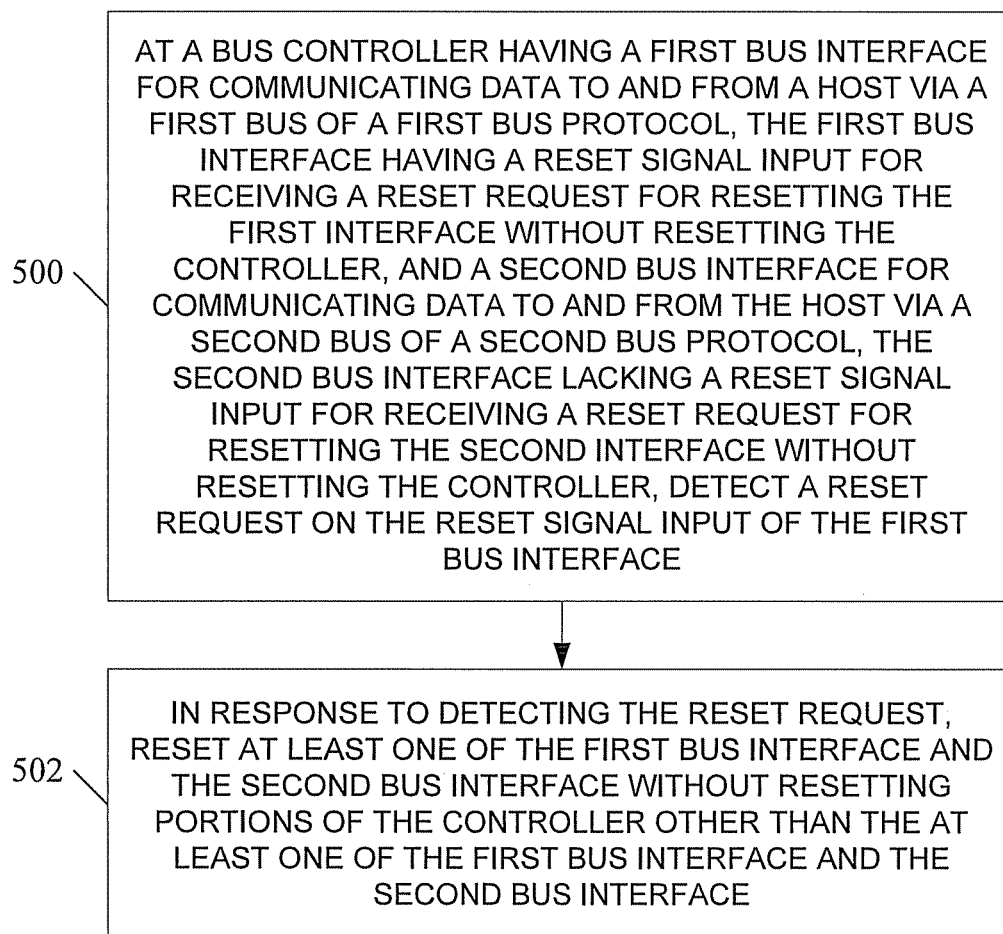 AT A BUS CONTROLLER HAVING A FIRST BUS INTERFACE
FOR COMMUNICATING DATA TO AND FROM A HOST VIA A
FIRST BUS OF A FIRST BUS PROTOCOL, THE FIRST BUS
INTERFACE HAVING A RESET SIGNAL INPUT FOR
RECEIVING A RESET REQUEST FOR RESETTING THE
FIRST INTERFACE WITHOUT RESETTING THE
CONTROLLER, AND A SECOND BUS INTERFACE FOR
COMMUNICATING DATA TO AND FROM THE HOST VIA A
SECOND BUS OF A SECOND BUS PROTOCOL, THE
SECOND BUS INTERFACE LACKING A RESET SIGNAL
INPUT FOR RECEIVING A RESET REQUEST FOR
RESETTING THE SECOND INTERFACE WITHOUT
RESETTING THE CONTROLLER, DETECT A RESET
REQUEST ON THE RESET SIGNAL INPUT OF THE FIRST
BUS INTERFACE
500
IN RESPONSE TO DETECTING THE RESET REQUEST,
RESET AT LEAST ONE OF THE FIRST BUS INTERFACE AND
THE SECOND BUS INTERFACE WITHOUT RESETTING
PORTIONS OF THE CONTROLLER OTHER THAN THE AT
LEAST ONE OF THE FIRST BUS INTERFACE AND THE
SECOND BUS INTERFACE
502